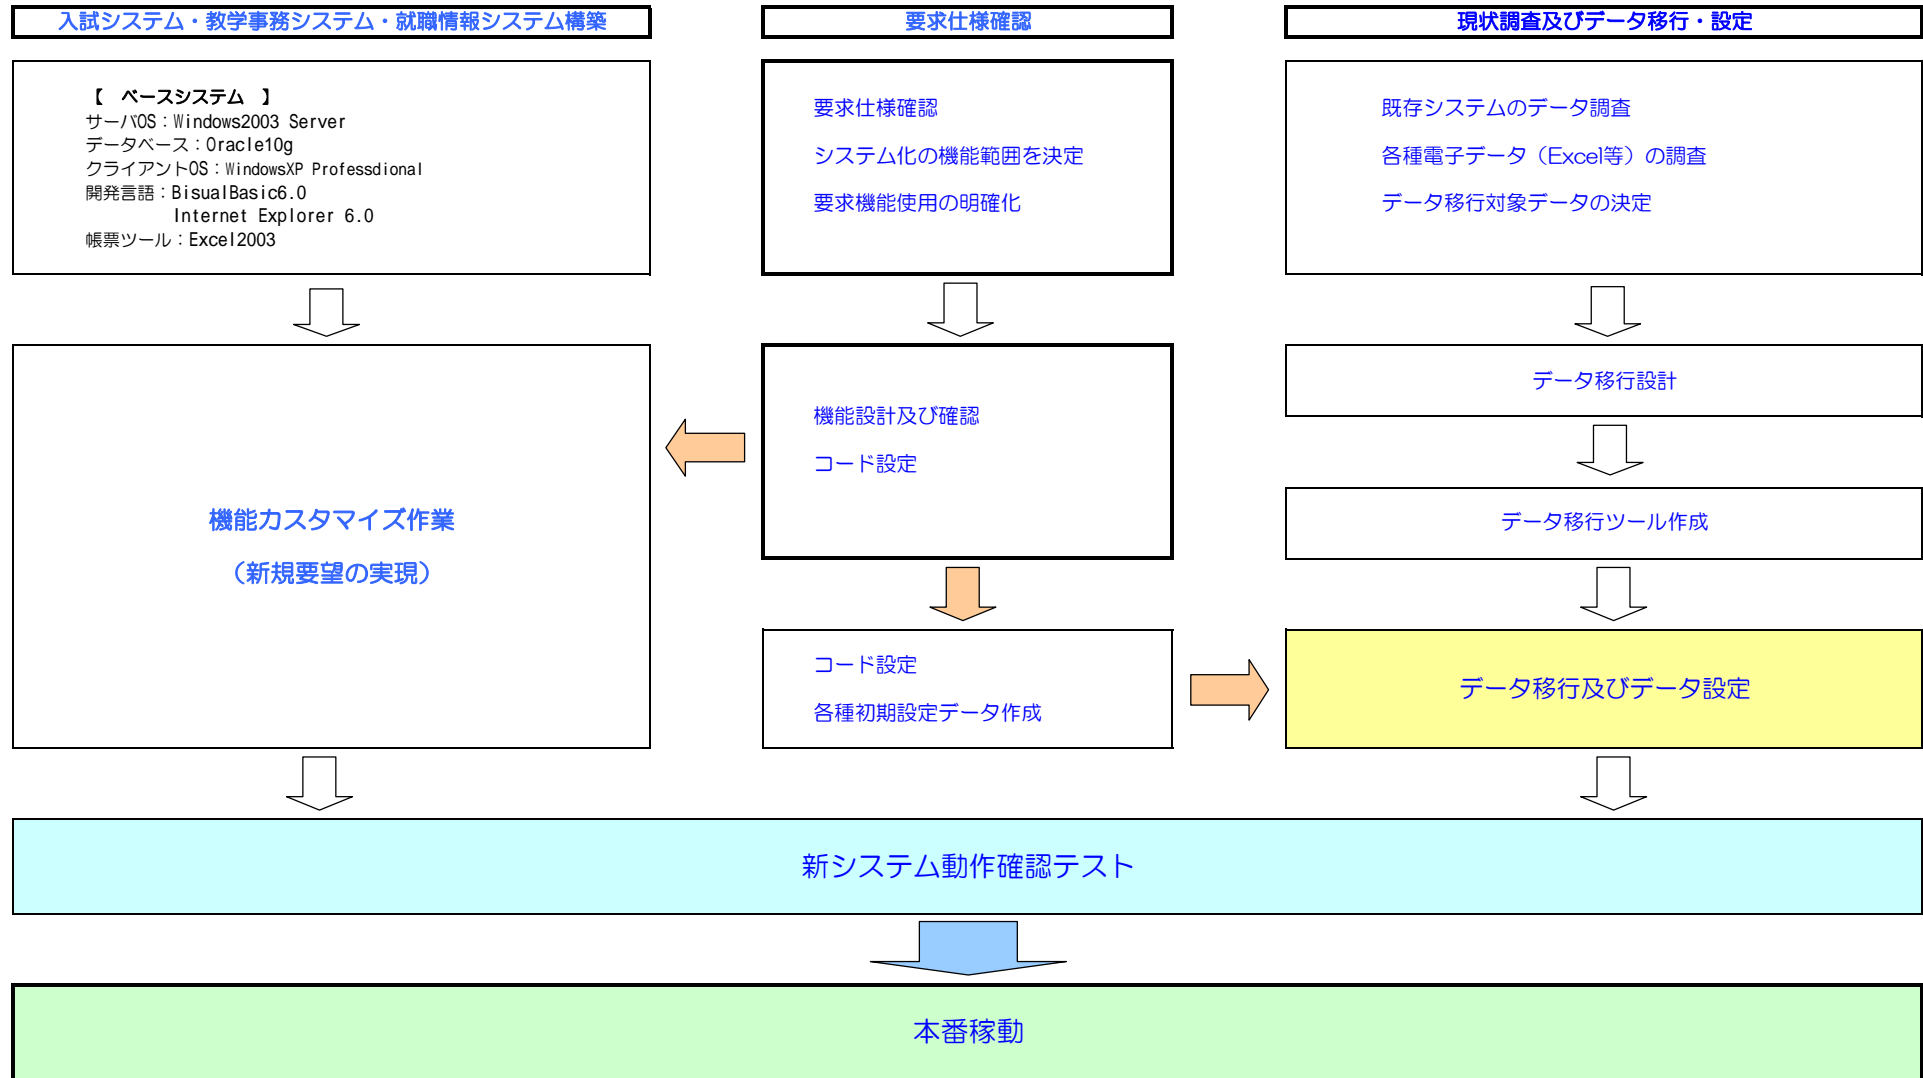 入試システム・教学事務システム・就職情報システム構築
【　ベースシステム　】
サーバOS：Windows2003 Server
データベース：Oracle10g
クライアントOS：WindowsXP Professdional
開発言語：BisualBasic6.0
Internet Explorer 6.0
帳票ツール：Excel2003
機能カスタマイズ作業
（新規要望の実現）
要求仕様確認
要求仕様確認
システム化の機能範囲を決定
要求機能使用の明確化
機能設計及び確認
コード設定
コード設定
各種初期設定データ作成
現状調査及びデータ移行・設定
既存システムのデータ調査
各種電子データ（Excel等）の調査
データ移行対象データの決定
データ移行設計
データ移行ツール作成
データ移行及びデータ設定
新システム動作確認テスト
本番稼動